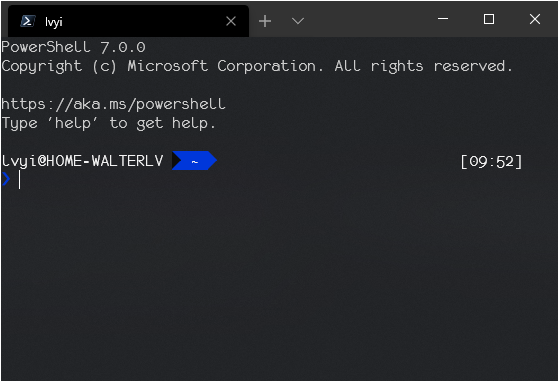 lvyi
PowerShell 7.0.0
Copyright (c) Microsoft Corporation. All rights reserved.
https://aka.ms/powershell
Type 'help' to get help.
lvyi@HOME-WALTERLV ~ [09:52]
❯